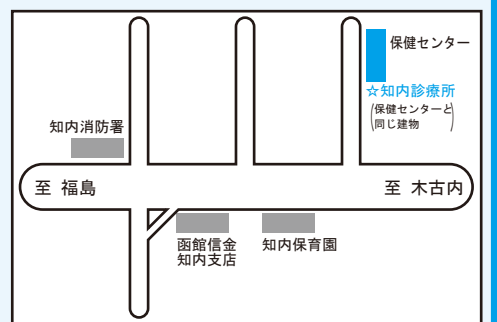 保健センター
☆知内診療所
(保健センターと
同じ建物)
知内消防署
至 福島
至 木古内
函館信金
知内支店
知内保育園